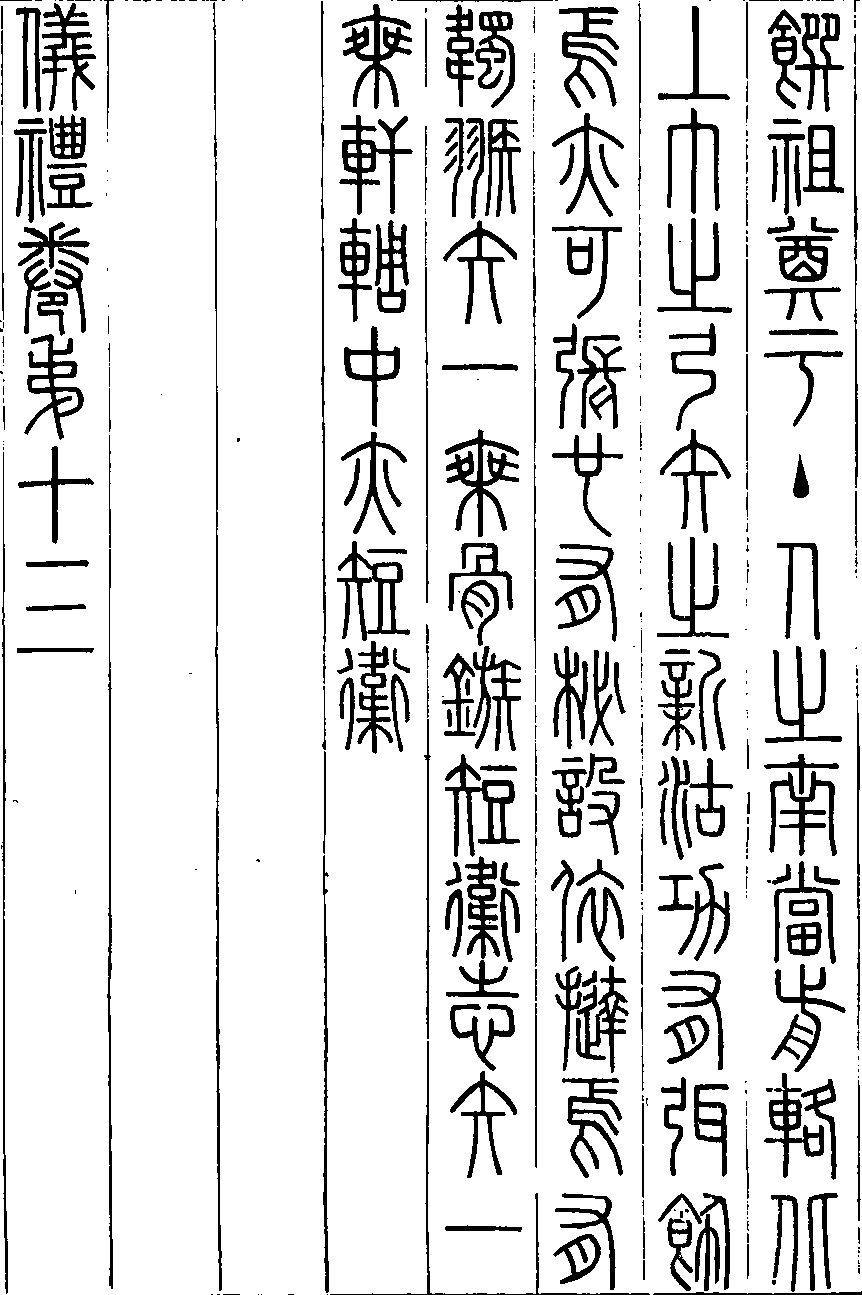 饌祖奠于丶人之南當前輅北
上巾之弓矢之新沽功有弭飾
焉亦可張也有柲設依撻焉有
韣翭矢一乘骨鏃短衛志矢一
乘軒輖中亦短衛
儀禮卷弟十三